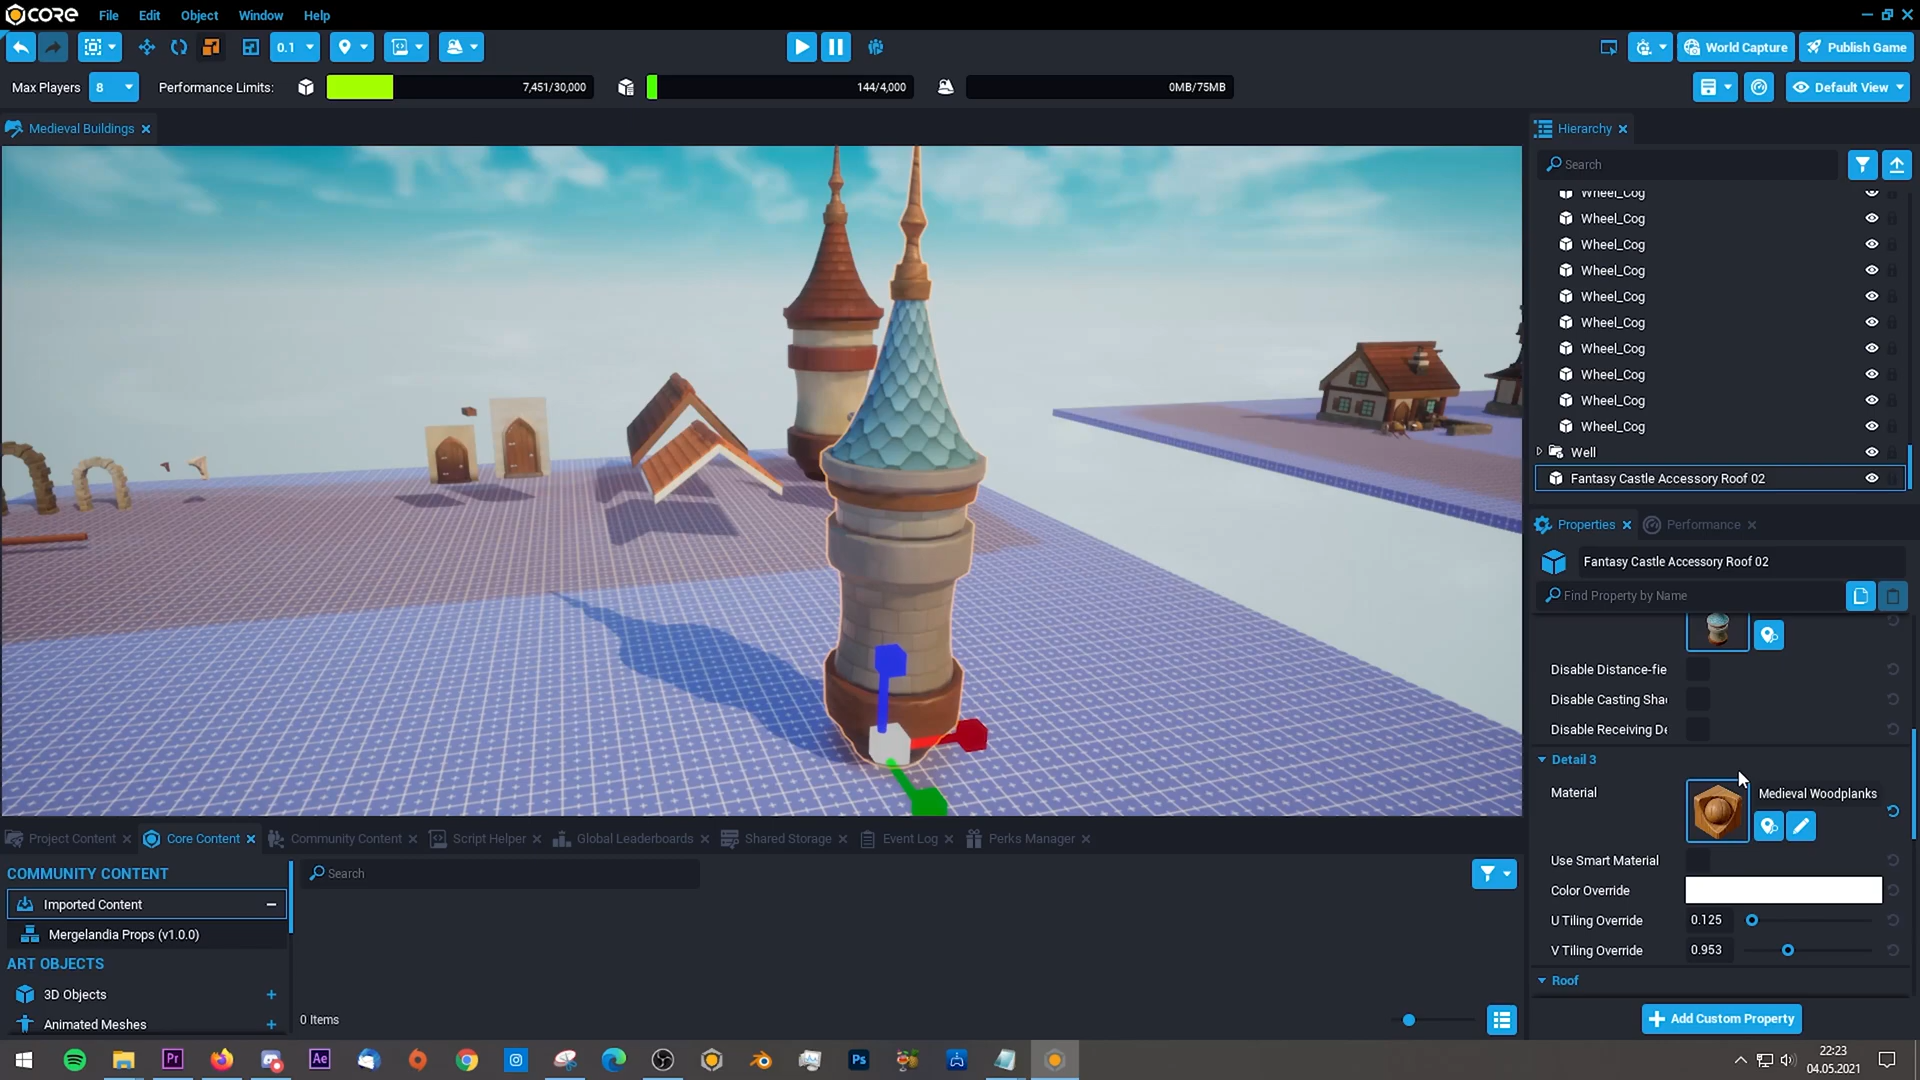 CORE
File Edit Object Window Help
0.1
World Capture
Publish Game
Max Players 8 Performance Limits: 7,451/30,000 144/4,000 0MB/75MB
Default View
Medieval Buildings
Hierarchy
Search
Wheel_Cog
Wheel_Cog
Wheel_Cog
Wheel_Cog
Wheel_Cog
Wheel_Cog
Wheel_Cog
Wheel_Cog
Wheel_Cog
Wheel_Cog
Well
Fantasy Castle Accessory Roof 02
Properties Performance
Fantasy Castle Accessory Roof 02
Find Property by Name
Disable Distance-fie
Disable Casting Sha
Disable Receiving De
Detail 3
Material Medieval Woodplanks
Use Smart Material
Color Override
U Tiling Override 0.125
V Tiling Override 0.953
Roof
Add Custom Property
Project Content Core Content Community Content Script Helper Global Leaderboards Shared Storage Event Log Perks Manager
COMMUNITY CONTENT
Imported Content
Mergelandia Props (v1.0.0)
ART OBJECTS
3D Objects
Animated Meshes
Search
0 Items
Pr
Ae
Ps
22:23
04.05.2021